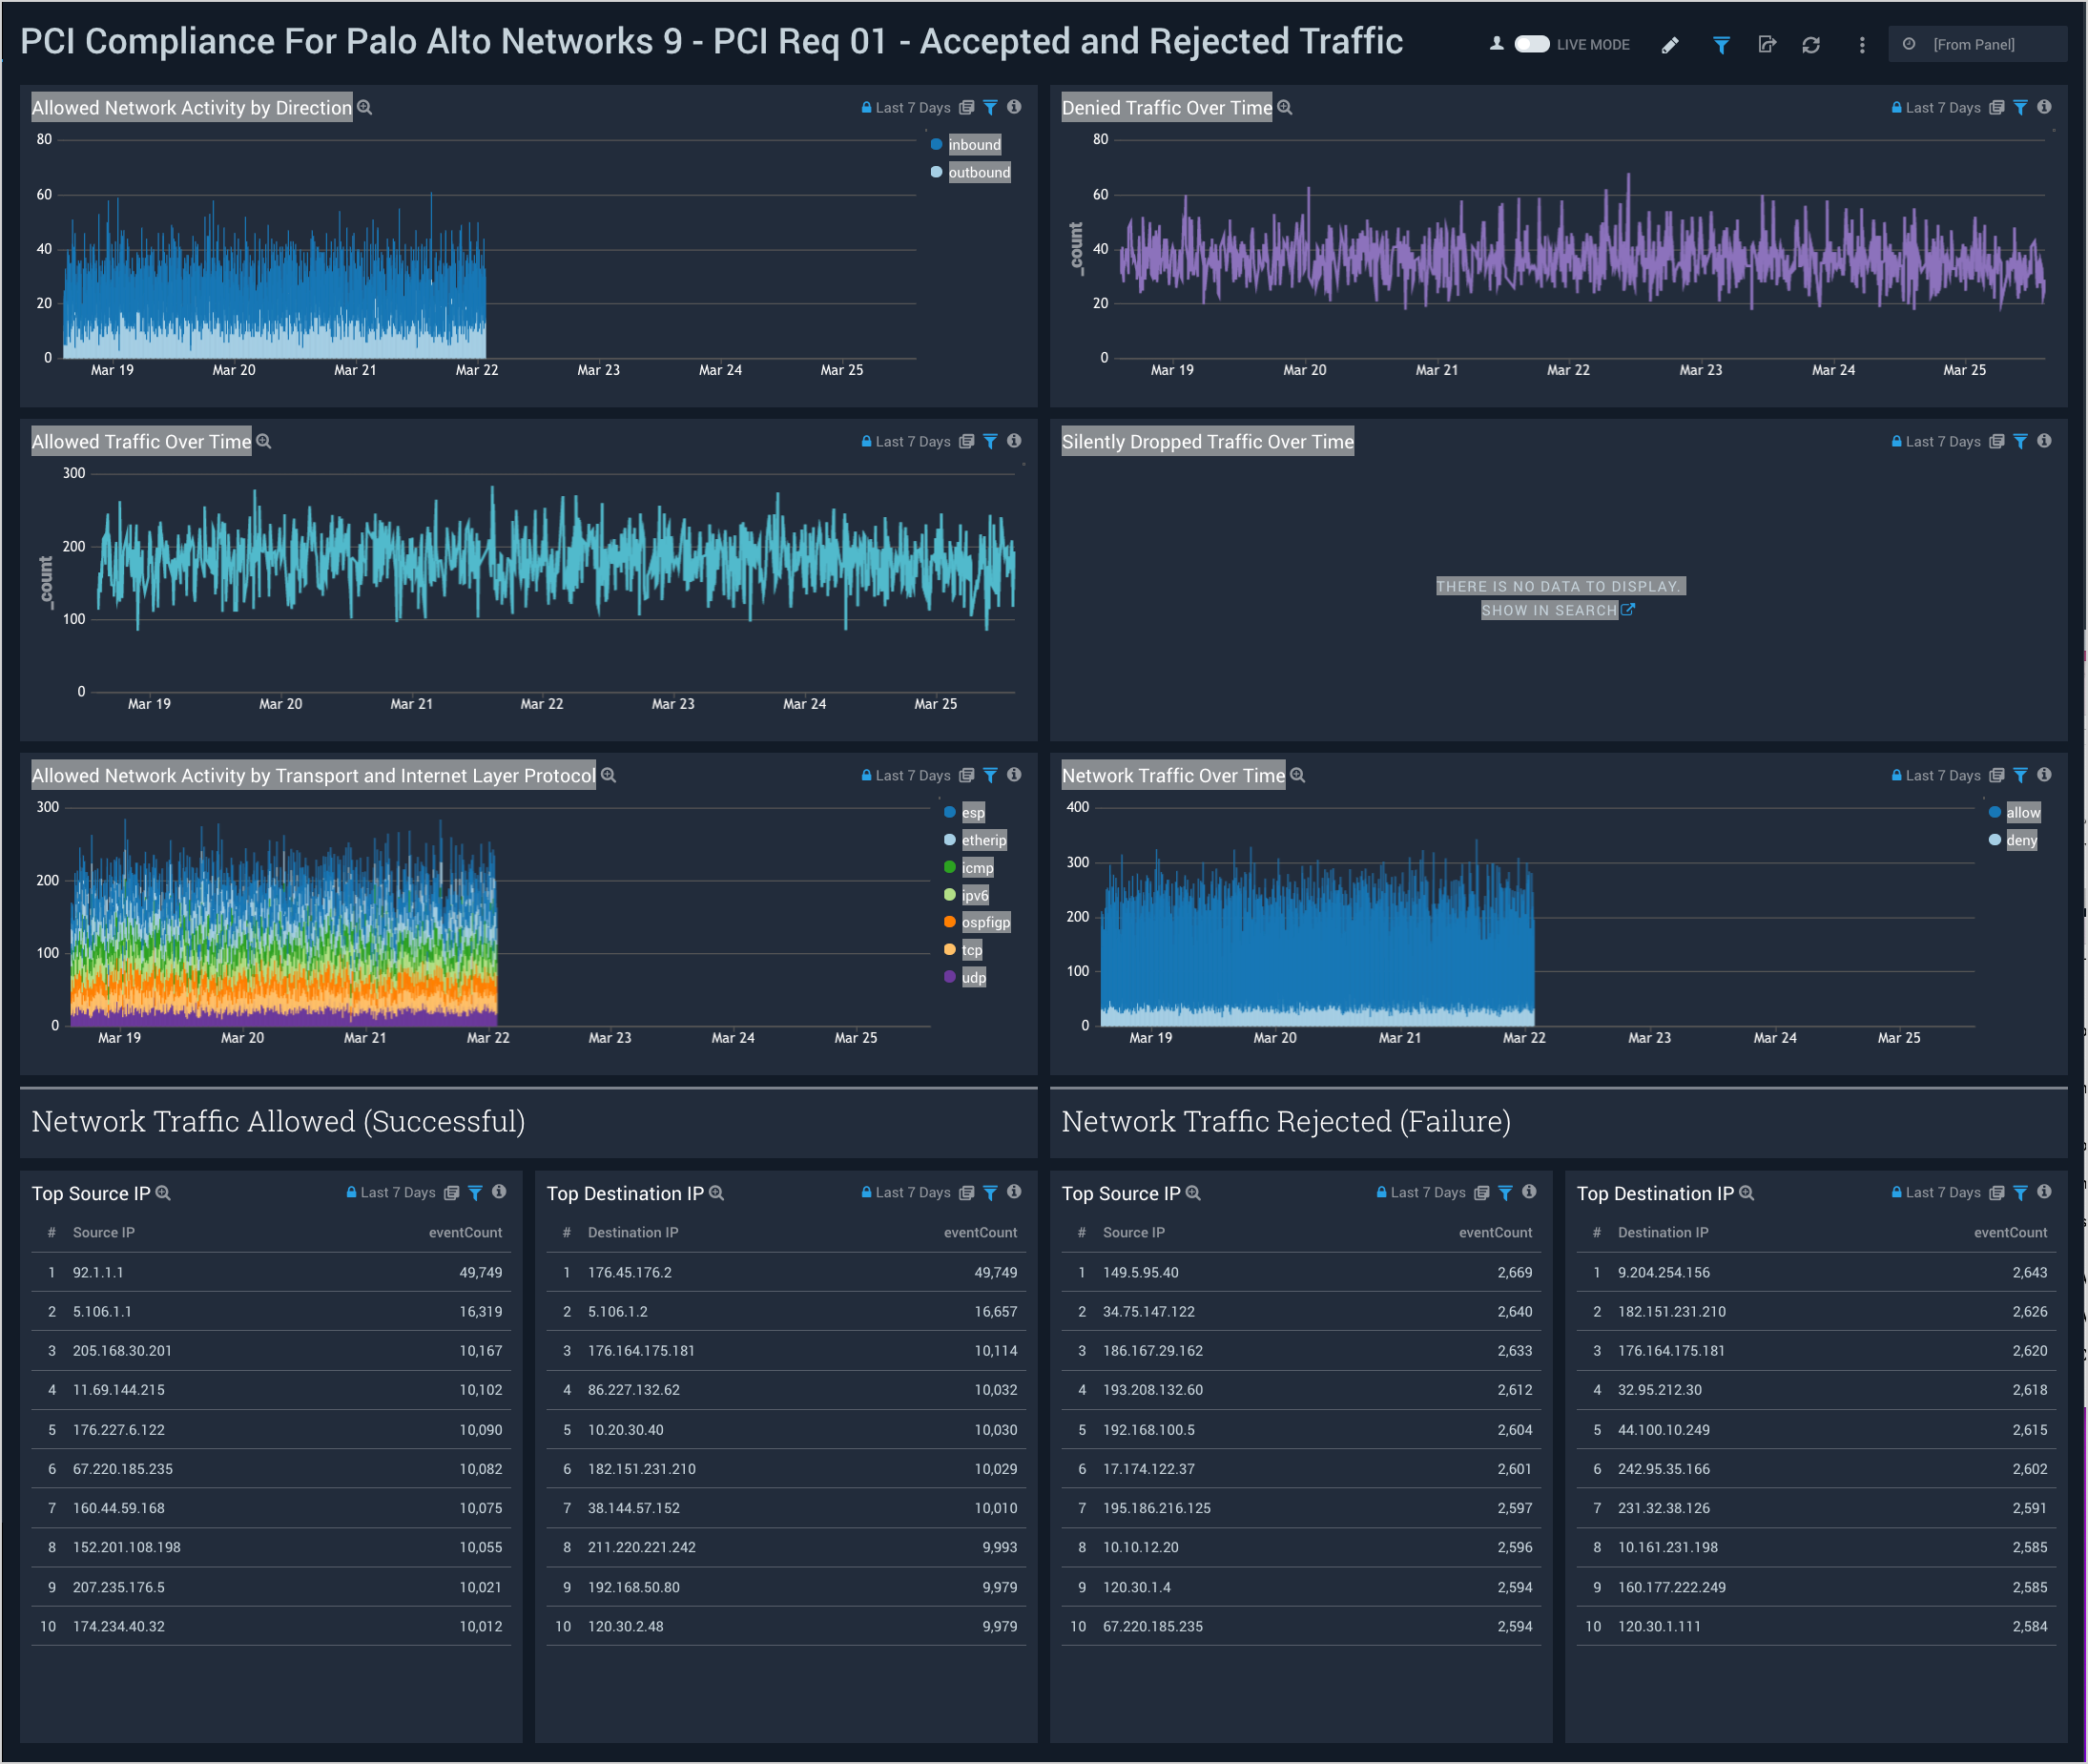 PCI Compliance For Palo Alto Networks 9 - PCI Req 01 - Accepted and Rejected Traffic
LIVE MODE
[From Panel]
Allowed Network Activity by Direction
Last 7 Days
80
60
40
20
0
Mar 19 Mar 20 Mar 21 Mar 22 Mar 23 Mar 24 Mar 25
inbound
outbound
Denied Traffic Over Time
Last 7 Days
_count
80
60
40
20
0
Mar 19 Mar 20 Mar 21 Mar 22 Mar 23 Mar 24 Mar 25
Allowed Traffic Over Time
Last 7 Days
_count
300
200
100
0
Mar 19 Mar 20 Mar 21 Mar 22 Mar 23 Mar 24 Mar 25
Silently Dropped Traffic Over Time
Last 7 Days
THERE IS NO DATA TO DISPLAY.
SHOW IN SEARCH
Allowed Network Activity by Transport and Internet Layer Protocol
Last 7 Days
300
200
100
0
Mar 19 Mar 20 Mar 21 Mar 22 Mar 23 Mar 24 Mar 25
esp
etherip
icmp
ipv6
ospfigp
tcp
udp
Network Traffic Over Time
Last 7 Days
400
300
200
100
0
Mar 19 Mar 20 Mar 21 Mar 22 Mar 23 Mar 24 Mar 25
allow
deny
Network Traffic Allowed (Successful)
Network Traffic Rejected (Failure)
Top Source IP
Last 7 Days
# Source IP eventCount
1 92.1.1.1 49,749
2 5.106.1.1 16,319
3 205.168.30.201 10,167
4 11.69.144.215 10,102
5 176.227.6.122 10,090
6 67.220.185.235 10,082
7 160.44.59.168 10,075
8 152.201.108.198 10,055
9 207.235.176.5 10,021
10 174.234.40.32 10,012
Top Destination IP
Last 7 Days
# Destination IP eventCount
1 176.45.176.2 49,749
2 5.106.1.2 16,657
3 176.164.175.181 10,114
4 86.227.132.62 10,032
5 10.20.30.40 10,030
6 182.151.231.210 10,029
7 38.144.57.152 10,010
8 211.220.221.242 9,993
9 192.168.50.80 9,979
10 120.30.2.48 9,979
Top Source IP
Last 7 Days
# Source IP eventCount
1 149.5.95.40 2,669
2 34.75.147.122 2,640
3 186.167.29.162 2,633
4 193.208.132.60 2,612
5 192.168.100.5 2,604
6 17.174.122.37 2,601
7 195.186.216.125 2,597
8 10.10.12.20 2,596
9 120.30.1.4 2,594
10 67.220.185.235 2,594
Top Destination IP
Last 7 Days
# Destination IP eventCount
1 9.204.254.156 2,643
2 182.151.231.210 2,626
3 176.164.175.181 2,620
4 32.95.212.30 2,618
5 44.100.10.249 2,615
6 242.95.35.166 2,602
7 231.32.38.126 2,591
8 10.161.231.198 2,585
9 160.177.222.249 2,585
10 120.30.1.111 2,584